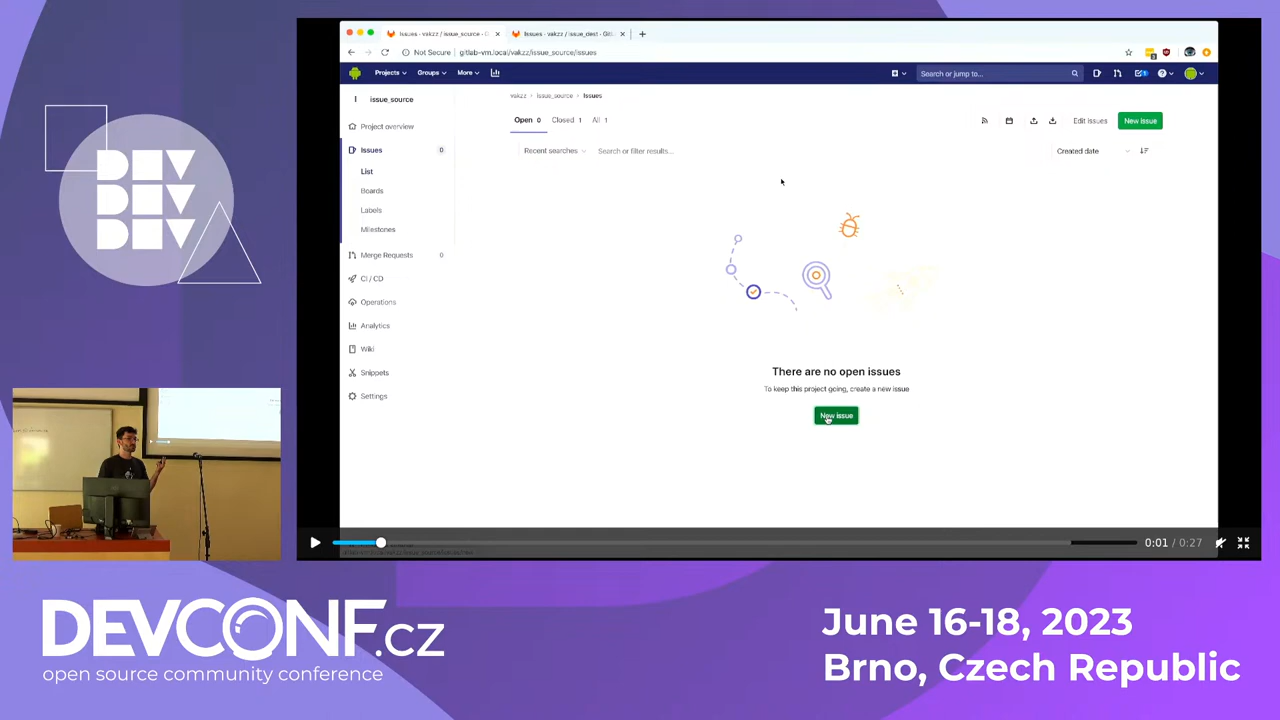 DEV
DEV
DEV
Issues · vakzz / issue_source · G
Issues · vakzz / issue_dest · GitL
Not Secure
gitlab-vm.local/vakzz/issue_source/issues
Projects
Groups
More
Search or jump to...
issue_source
Project overview
Issues 0
List
Boards
Labels
Milestones
Merge Requests 0
CI / CD
Operations
Analytics
Wiki
Snippets
Settings
vakzz > issue_source > Issues
Open 0 Closed 1 All 1
Edit issues
New issue
Recent searches
Search or filter results...
Created date
There are no open issues
To keep this project going, create a new issue
New issue
0:01 / 0:27
DEVCONF.cz
open source community conference
June 16-18, 2023
Brno, Czech Republic